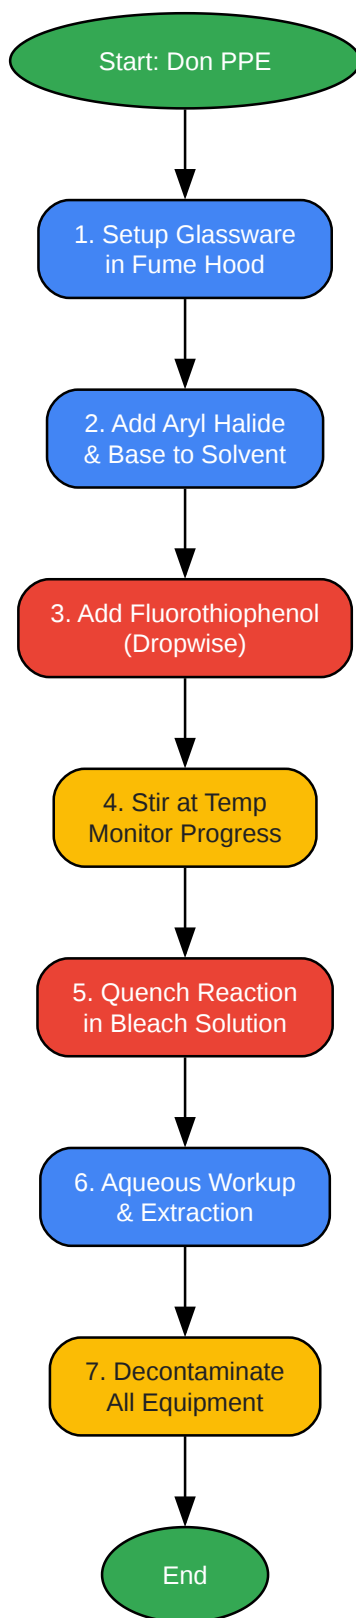 Start: Don PPE
1. Setup Glassware
in Fume Hood
2. Add Aryl Halide
& Base to Solvent
3. Add Fluorothiophenol
(Dropwise)
4. Stir at Temp
Monitor Progress
5. Quench Reaction
in Bleach Solution
6. Aqueous Workup
& Extraction
7. Decontaminate
All Equipment
End